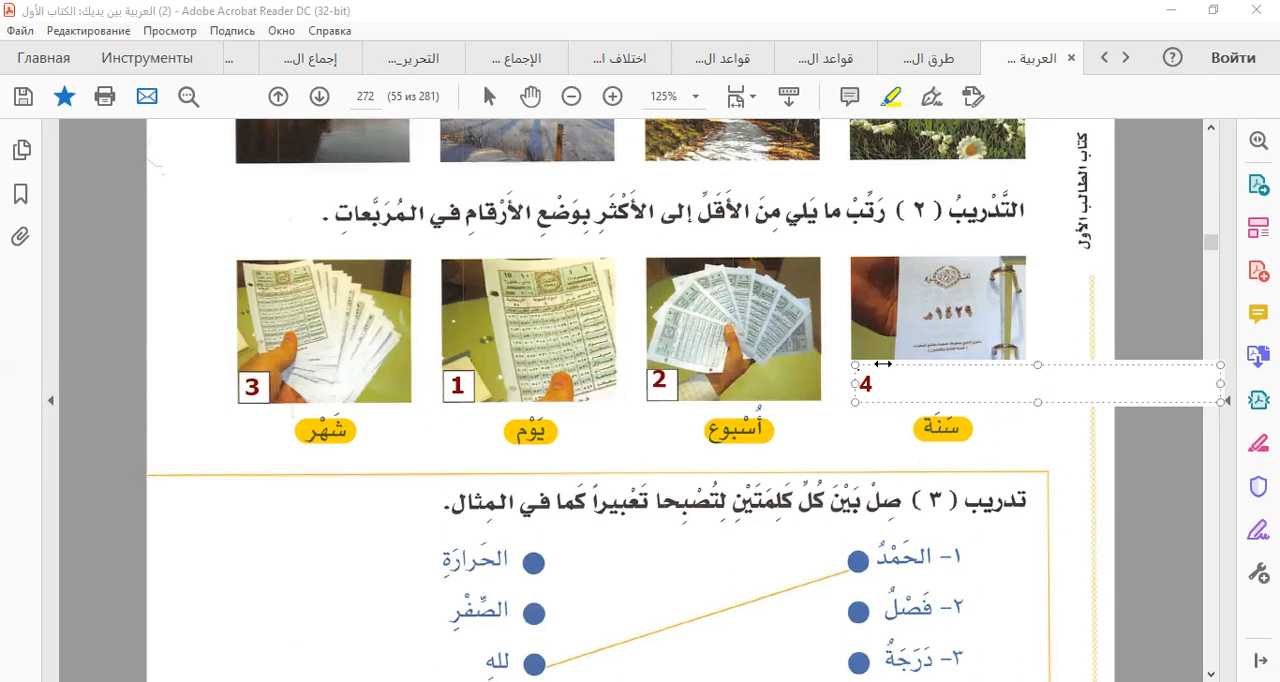 العربية بين يديك: الكتاب الأول (2) - Adobe Acrobat Reader DC (32-bit)
Файл Редактирование Просмотр Подпись Окно Справка
Главная Инструменты ... إجماع ال... التحرير_... الإجماع ... اختلاف ا... قواعد ال... قواعد ال... طرق ال... العربية ... Войти
272 (55 из 281) 125%
كتاب الطالب الأول
التَّدْرِيبُ ( ٢ ) رَتِّبْ ما يَلي مِنَ الأَقَلِّ إلى الأَكْثَرِ بِوَضْعِ الأَرْقامِ في المُرَبَّعاتِ .
١٤٢٩هـ
4
2
1
3
سَنَة
أُسْبوع
يَوْم
شَهْر
تدريب ( ٣ ) صِلْ بَيْنَ كُلِّ كَلِمَتَيْنِ لِتُصْبِحا تَعْبيراً كَما في المِثال.
١- الحَمْدُ الحَرارَةِ
٢- فَصْلُ الصِّفْرِ
٣- دَرَجَةُ للهِ